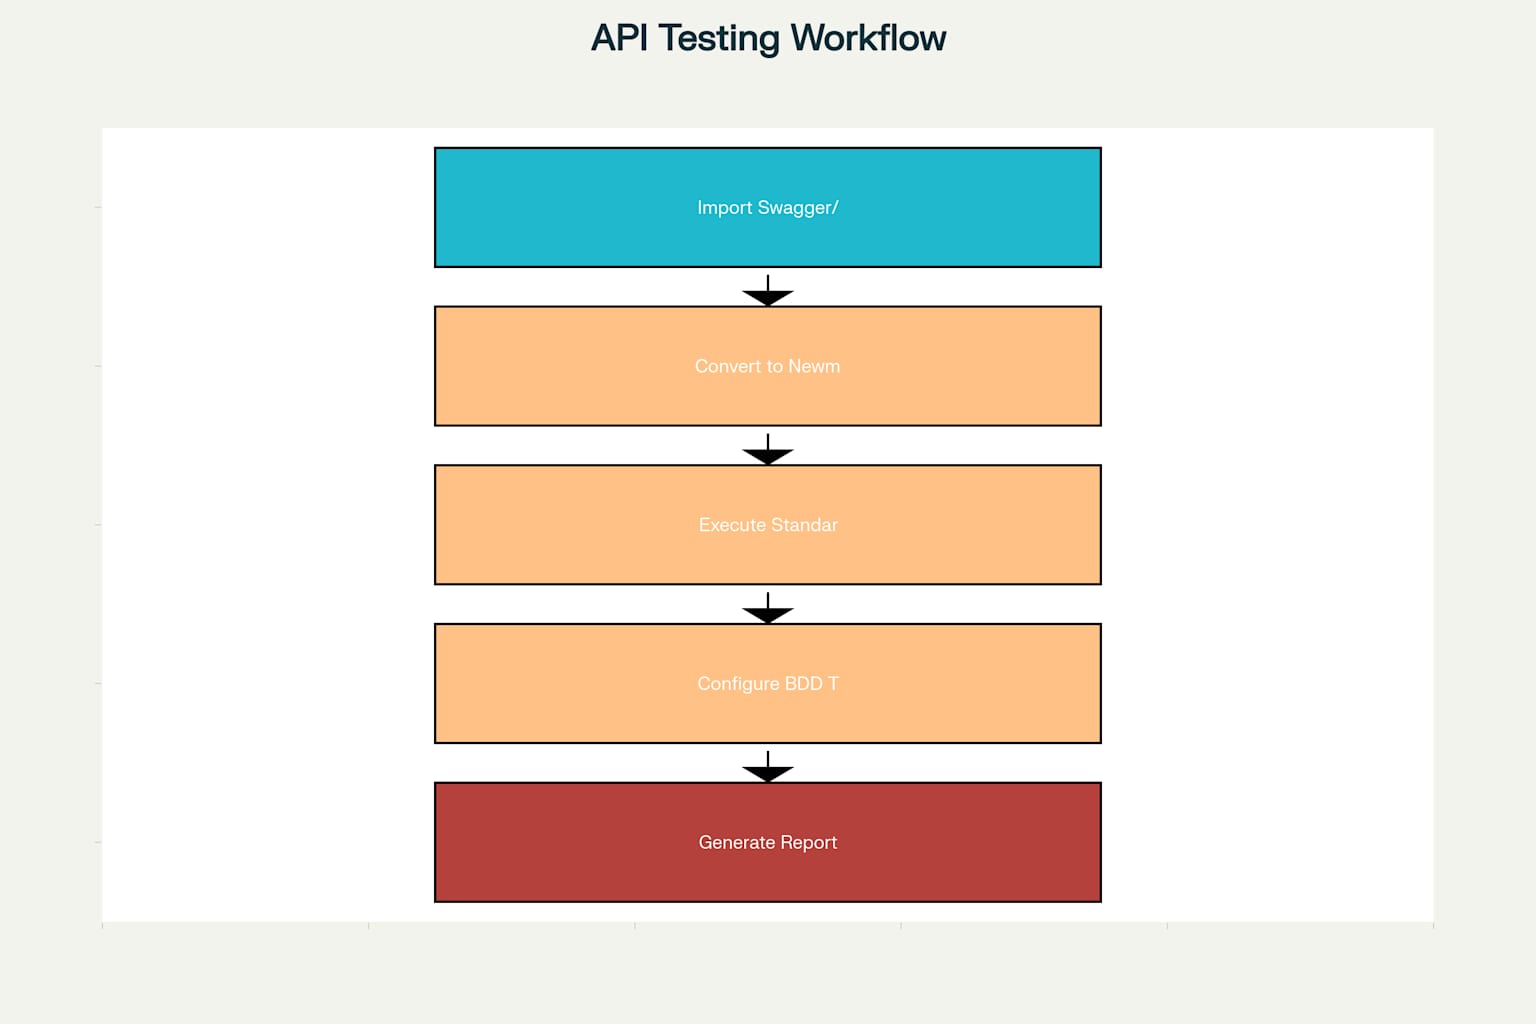 API Testing Workflow
Import Swagger/
Convert to Newm
Execute Standar
Configure BDD T
Generate Report